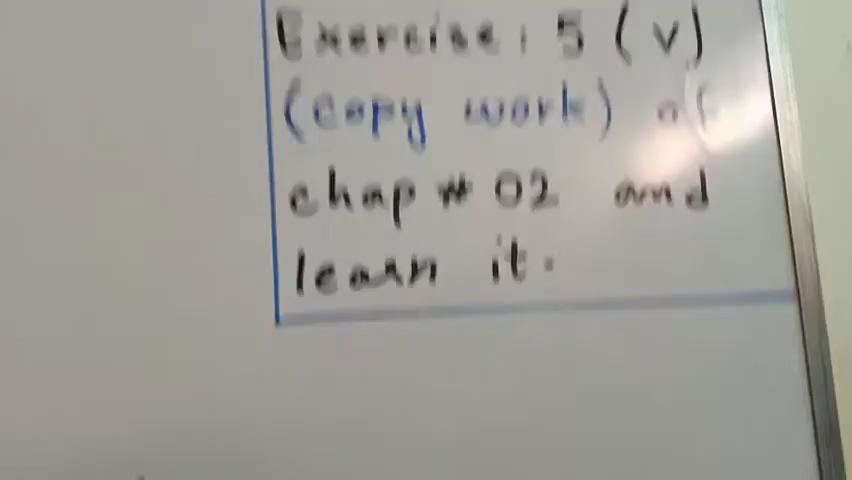 Exercise: 5 (v)
(copy work) of
chap # 02 and
learn it.